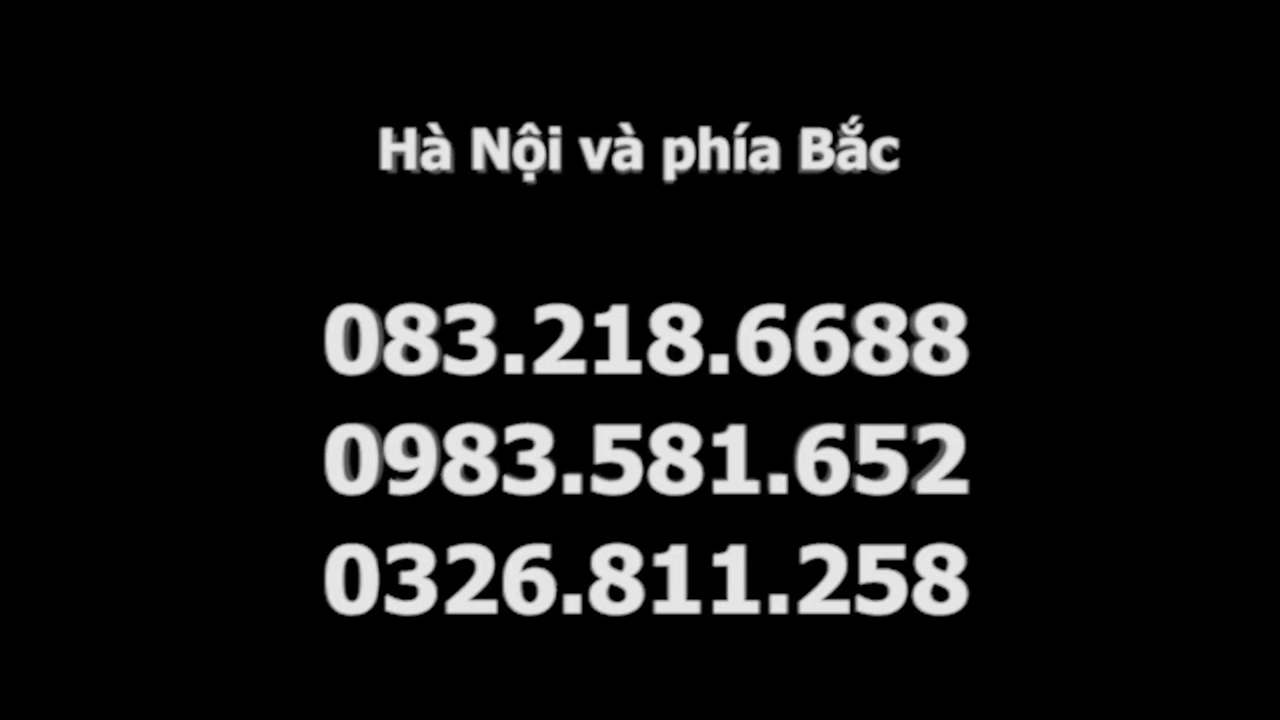 Hà Nội và phía Bắc
083.218.6688
0983.581.652
0326.811.258